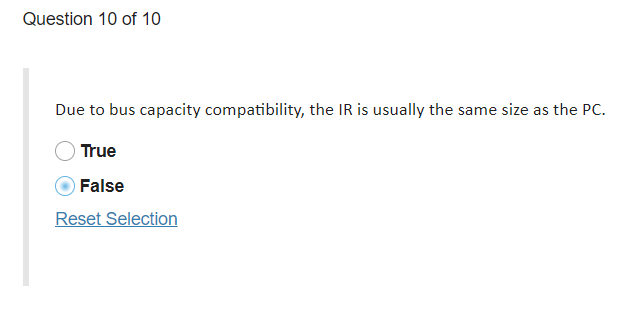 Question 10 of 10
Due to bus capacity compatibility, the IR is usually the same size as the PC.
True
False
Reset Selection